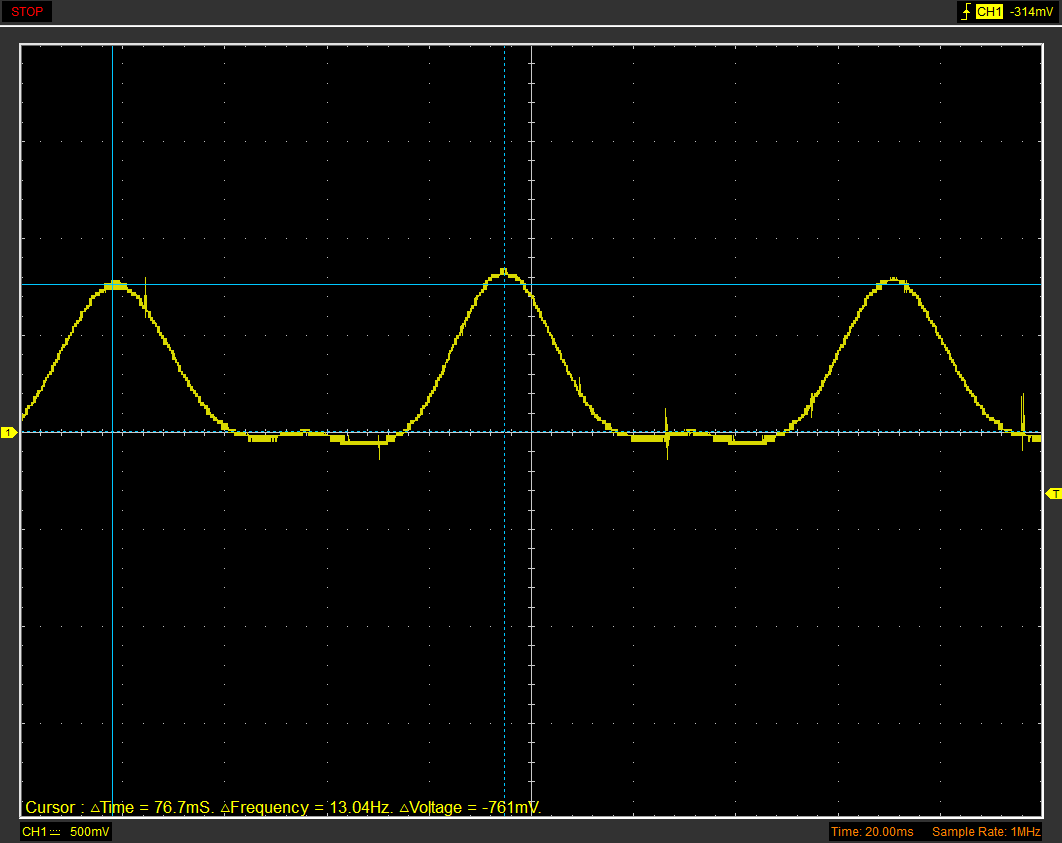 STOP
CH1 -314mV
1
T
Cursor : △Time = 76.7mS. △Frequency = 13.04Hz. △Voltage = -761mV.
CH1 500mV
Time: 20.00ms Sample Rate: 1MHz